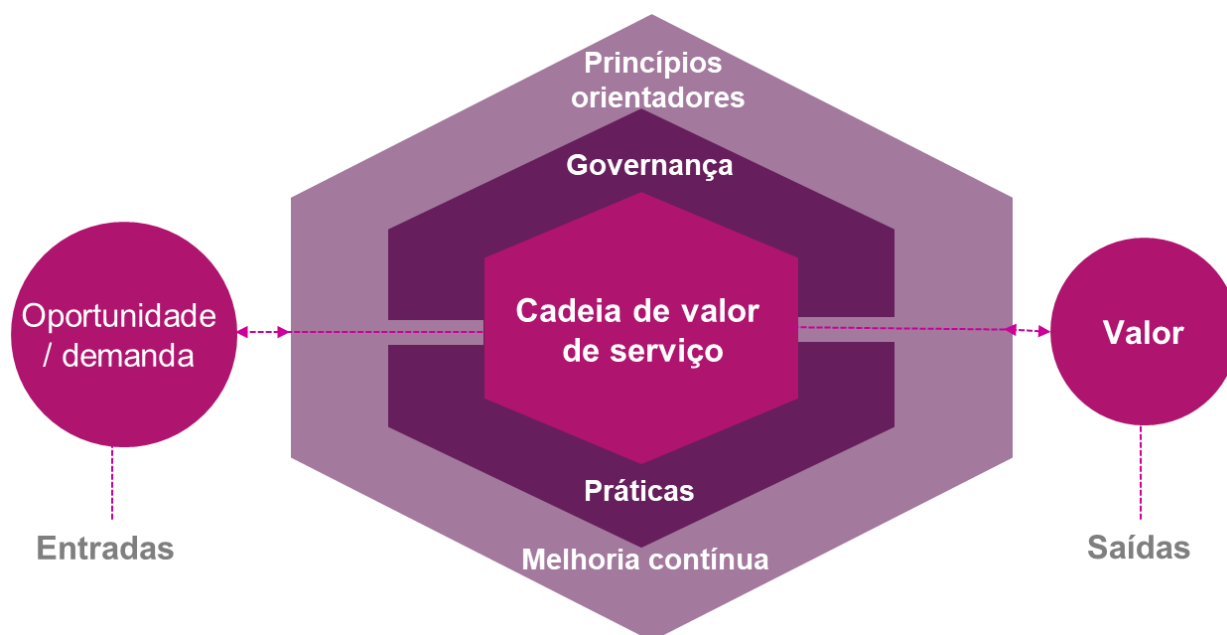 Princípios
orientadores
Governança
Oportunidade
/ demanda
Cadeia de valor
de serviço
Valor
Práticas
Entradas
Melhoria contínua
Saídas